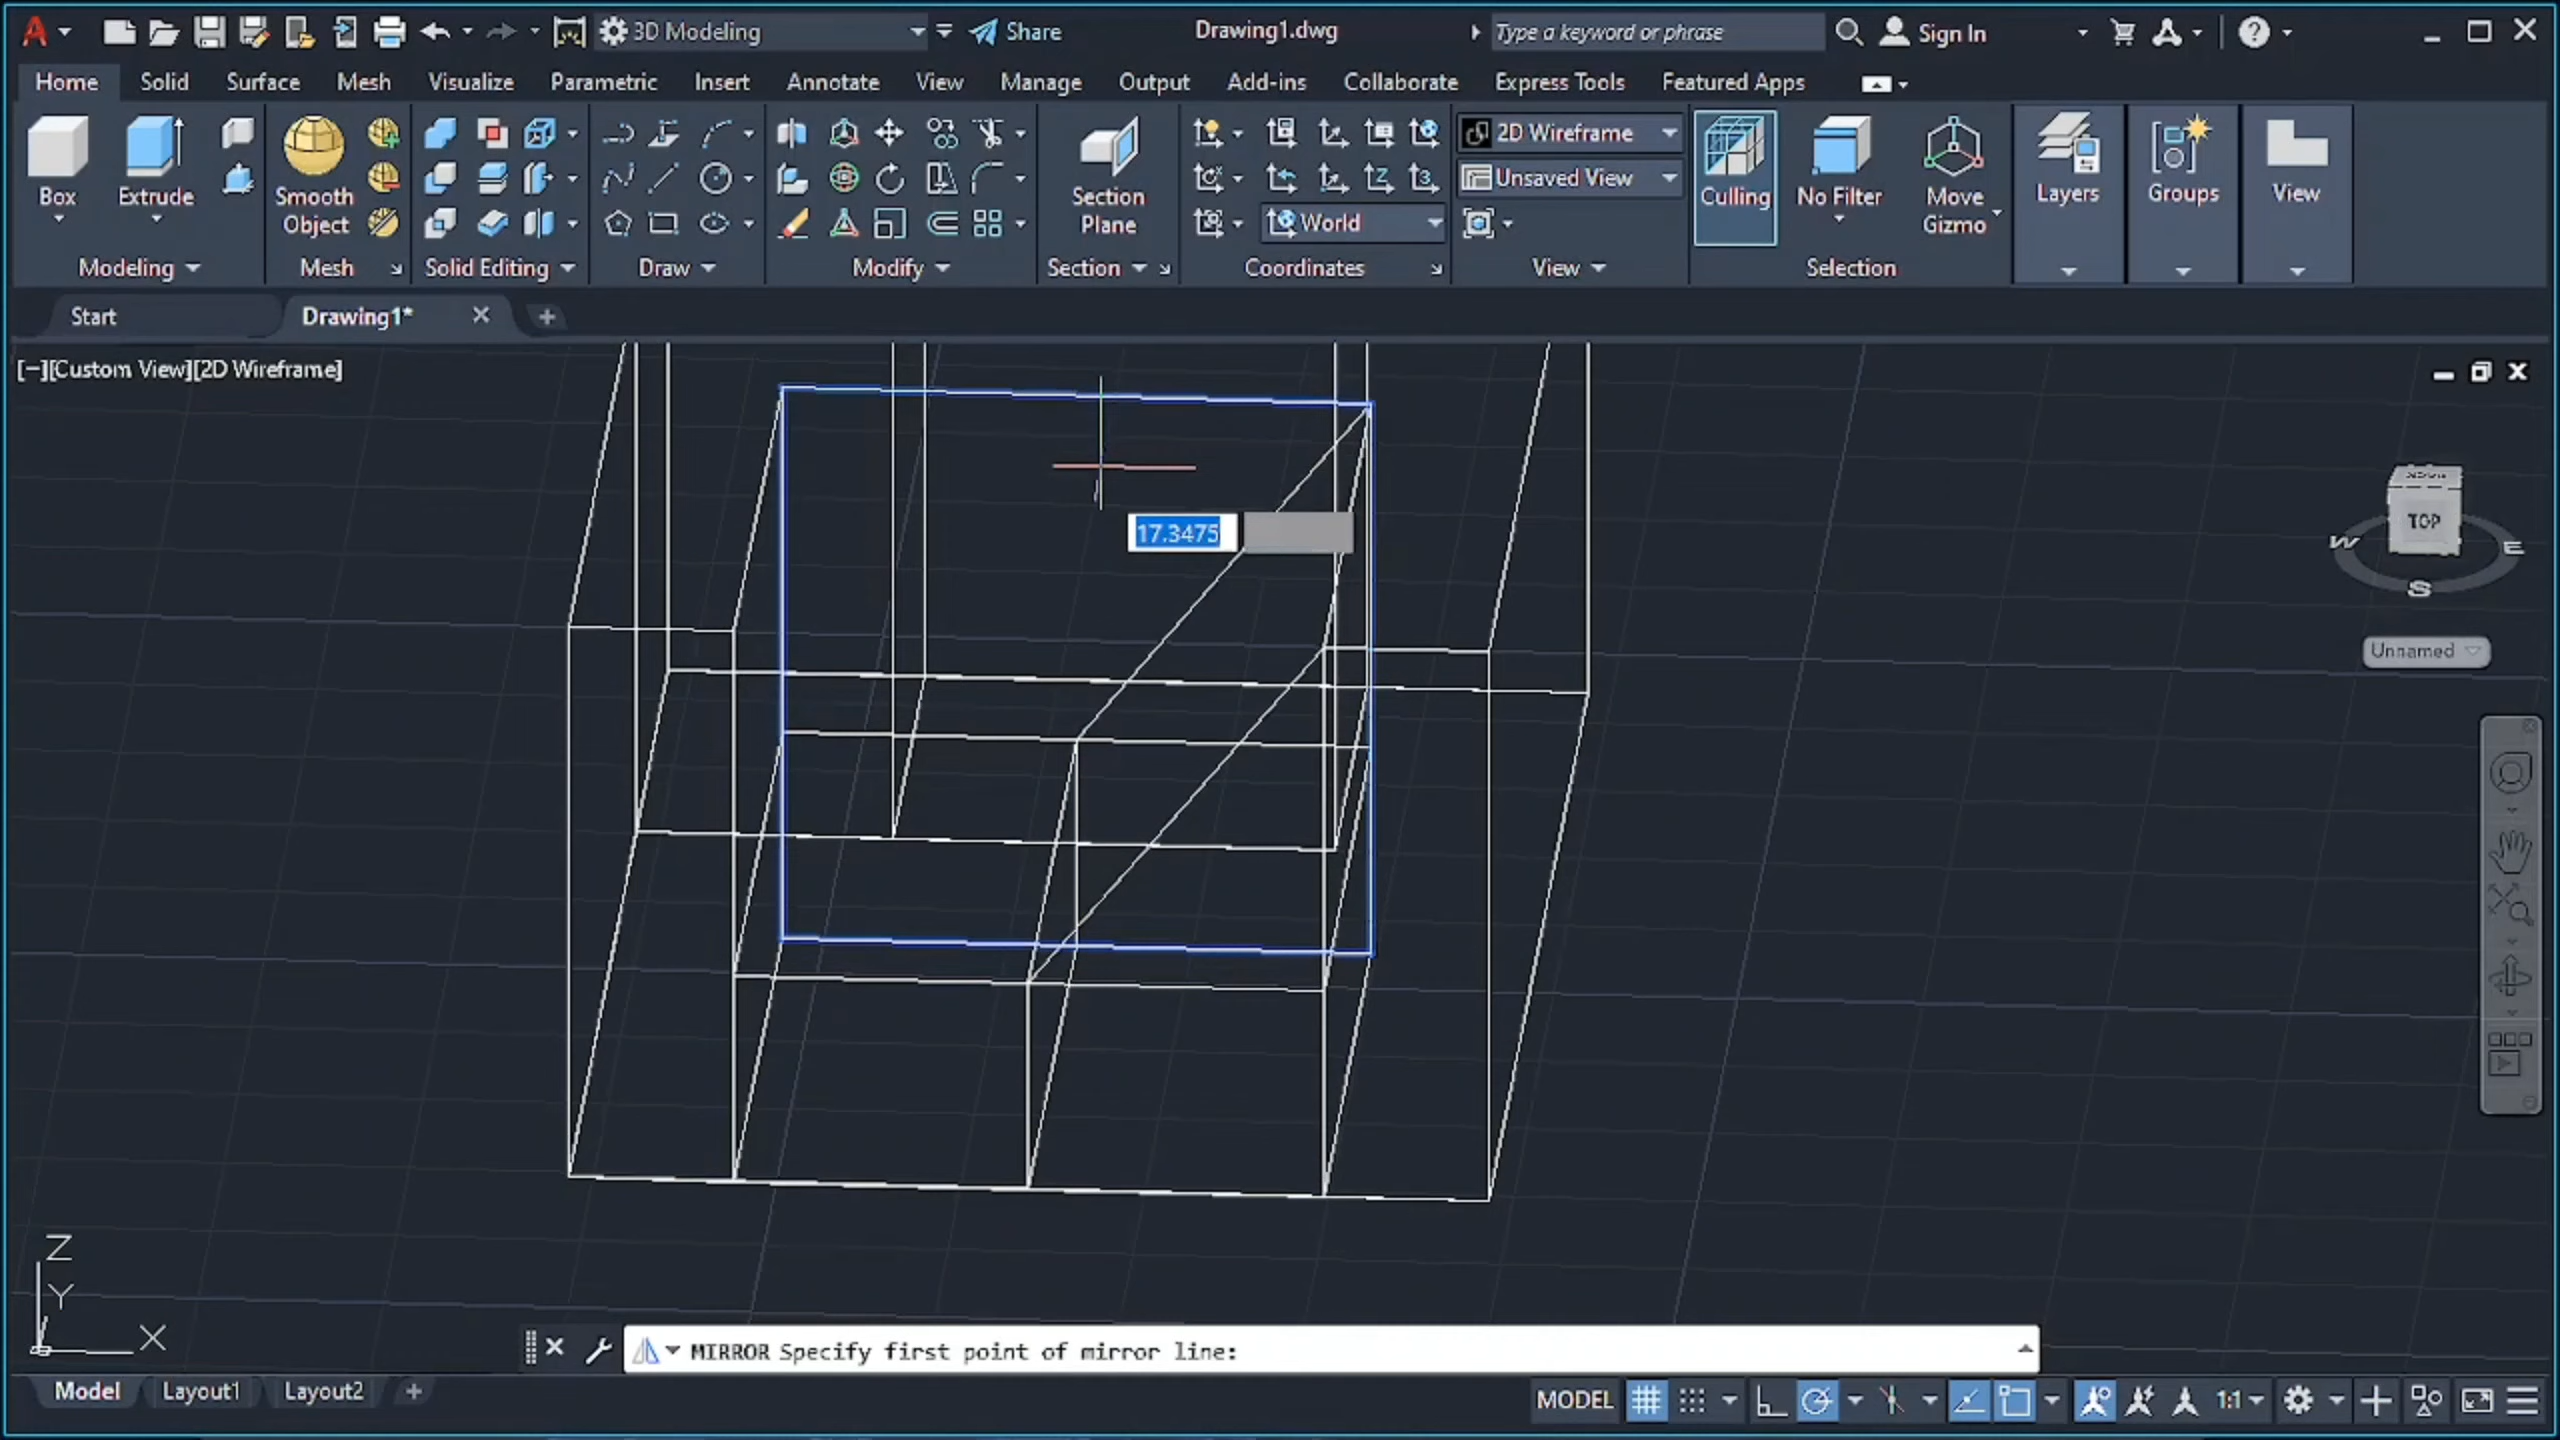 3D Modeling
Share
Drawing1.dwg
Type a keyword or phrase
Sign In
Home
Solid
Surface
Mesh
Visualize
Parametric
Insert
Annotate
View
Manage
Output
Add-ins
Collaborate
Express Tools
Featured Apps
Box
Extrude
Smooth
Object
Section
Plane
World
2D Wireframe
Unsaved View
Culling
No Filter
Move
Gizmo
Layers
Groups
View
Modeling
Mesh
Solid Editing
Draw
Modify
Section
Coordinates
View
Selection
Start
Drawing1*
[−][Custom View][2D Wireframe]
17.3475
TOP
W
E
S
Unnamed
Z
Y
X
MIRROR Specify first point of mirror line:
Model
Layout1
Layout2
MODEL
1:1